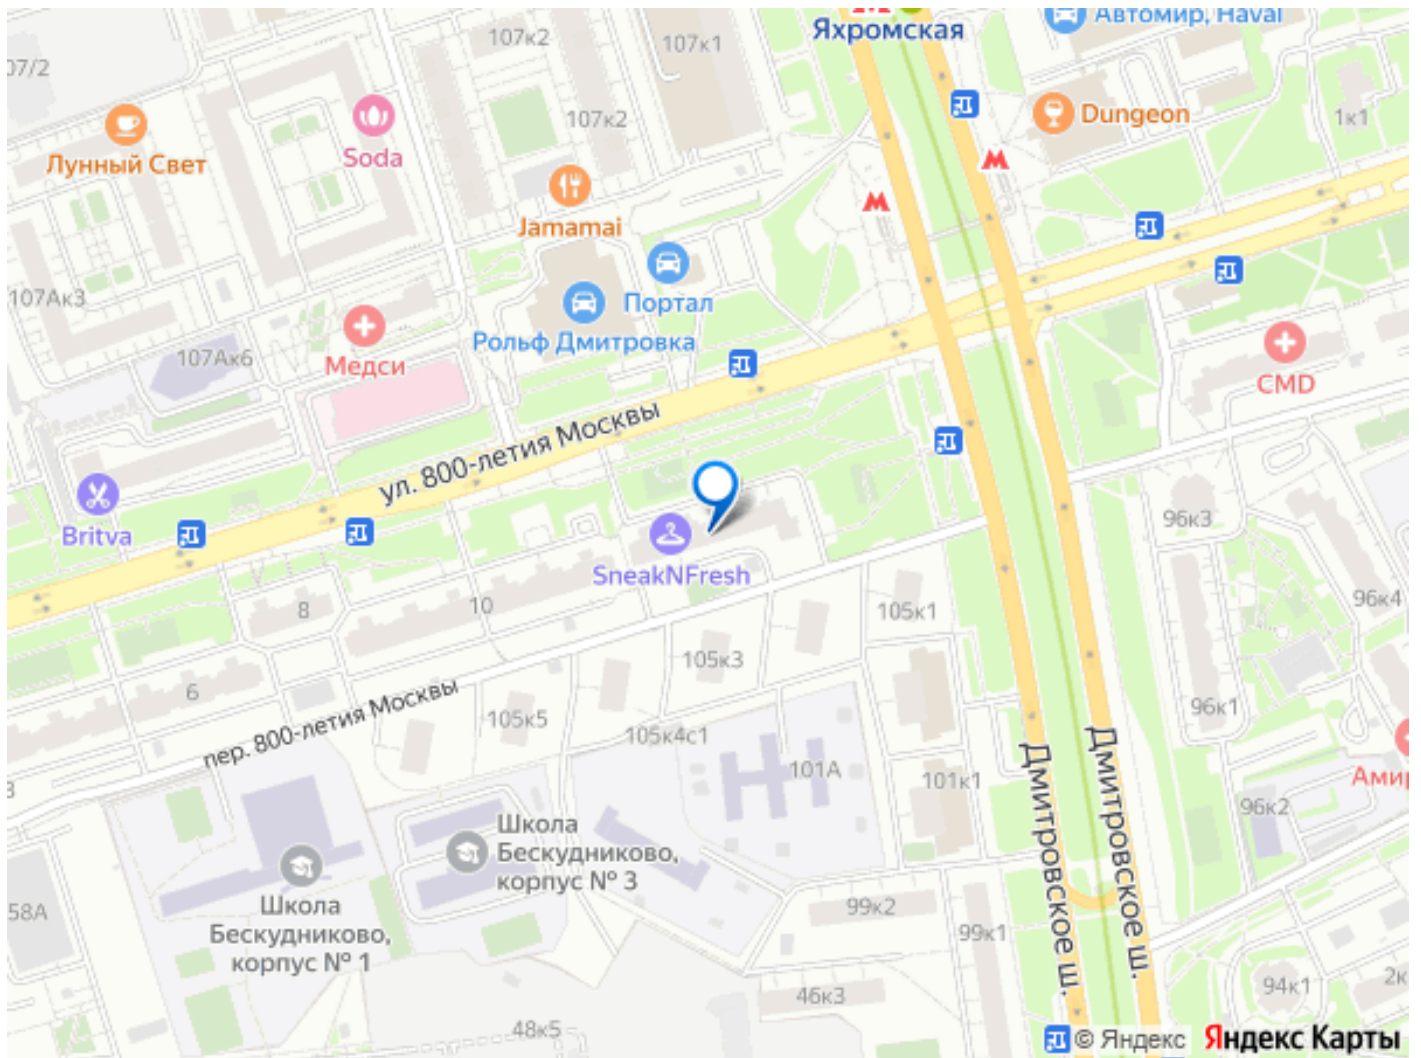 Яхромская
Автомир, Haval
107к2
107к1
07/2
Dungeon
1к1
107к2
Лунный Свет
Soda
Jamamai
107Ак3
Портал
Рольф Дмитровка
107Ак6
Медси
CMD
ул. 800-летия Москвы
Britva
96к3
SneakNFresh
8
10
105к1
96к4
105к3
6
96к1
пер. 800-летия Москвы
105к5
105к4с1
101А
101к1
Дмитровское ш.
Дмитровское ш.
Амир
96к2
Школа
Бескудниково,
корпус № 3
58А
Школа
Бескудниково,
корпус № 1
99к2
99к1
46к3
94к1
2к
48к5
© Яндекс
Яндекс Карты